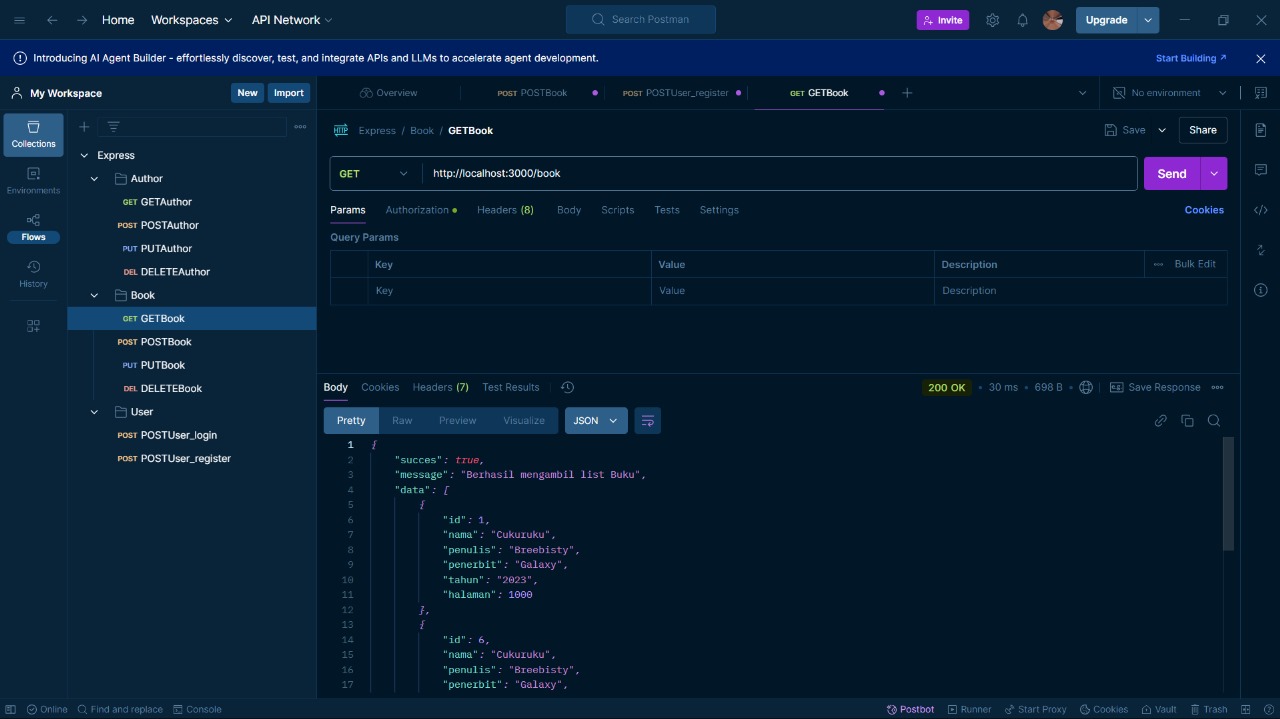 Home Workspaces API Network Search Postman Invite Upgrade
Introducing AI Agent Builder - effortlessly discover, test, and integrate APIs and LLMs to accelerate agent development. Start Building
My Workspace New Import
Overview POST POSTBook POST POSTUser_register GET GETBook No environment
Collections
Environments
Flows
History
Express
Author
GET GETAuthor
POST POSTAuthor
PUT PUTAuthor
DEL DELETEAuthor
Book
GET GETBook
POST POSTBook
PUT PUTBook
DEL DELETEBook
User
POST POSTUser_login
POST POSTUser_register
HTTP Express / Book / GETBook Save Share
GET http://localhost:3000/book Send
Params Authorization Headers (8) Body Scripts Tests Settings Cookies
Query Params
Key Value Description Bulk Edit
Key Value Description
Body Cookies Headers (7) Test Results 200 OK 30 ms 698 B Save Response
Pretty Raw Preview Visualize JSON
1 {
2 "succes": true,
3 "message": "Berhasil mengambil list Buku",
4 "data": [
5 {
6 "id": 1,
7 "nama": "Cukuruku",
8 "penulis": "Breebisty",
9 "penerbit": "Galaxy",
10 "tahun": "2023",
11 "halaman": 1000
12 },
13 {
14 "id": 6,
15 "nama": "Cukuruku",
16 "penulis": "Breebisty",
17 "penerbit": "Galaxy",
Online Find and replace Console Postbot Runner Start Proxy Cookies Vault Trash